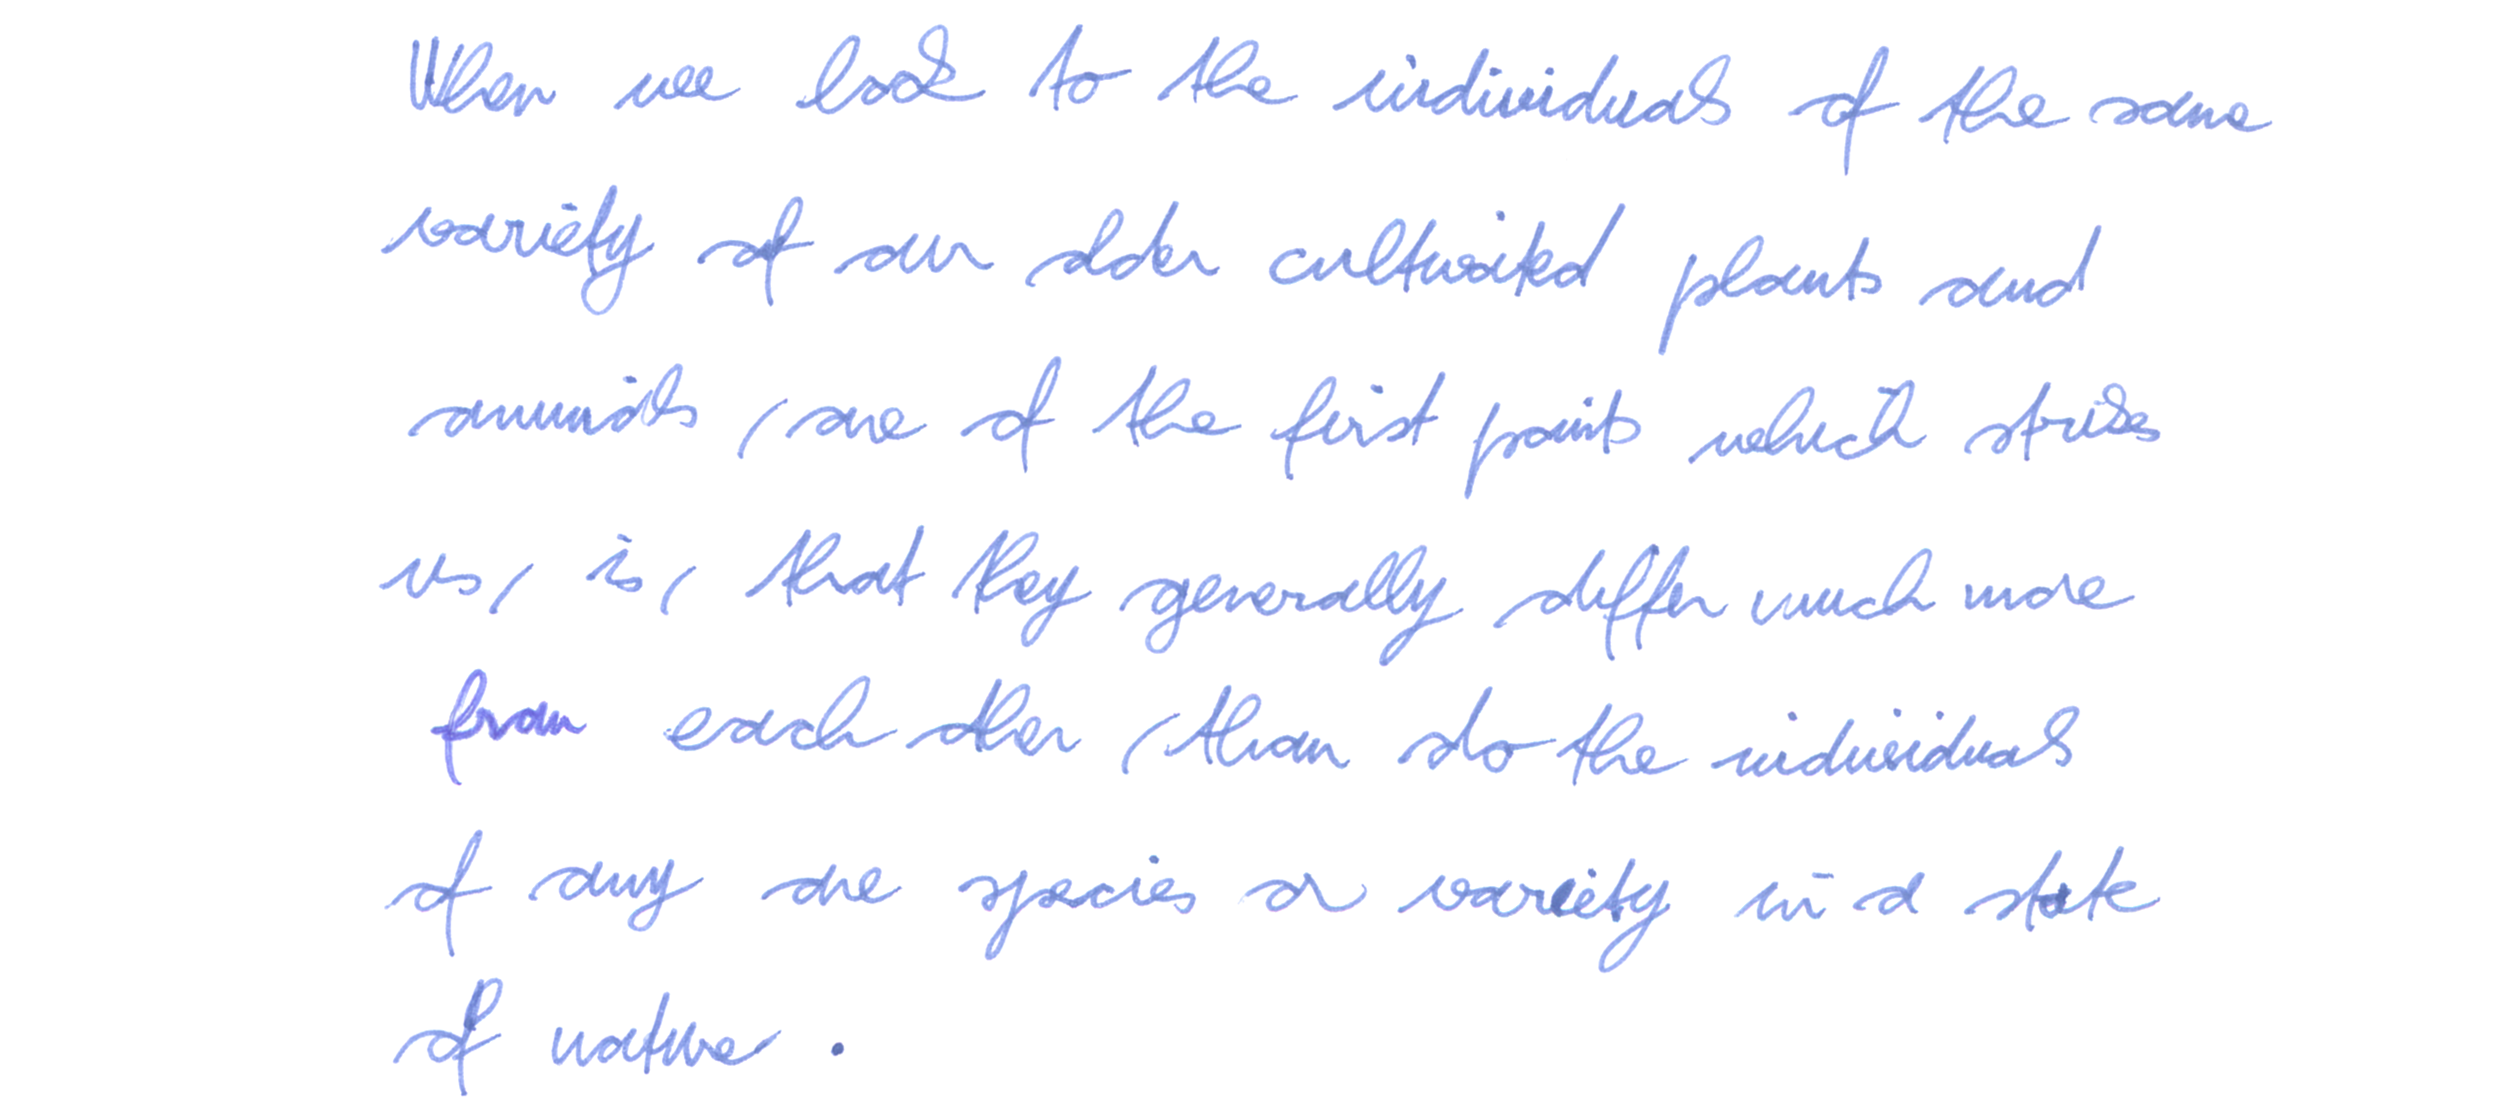 When we look to the individuals of the same
variety of our older cultivated plants and
animals, one of the first points which strikes
us, is, that they generally differ much more
from each other, than do the individuals
of any one species or variety in a state
of nature.